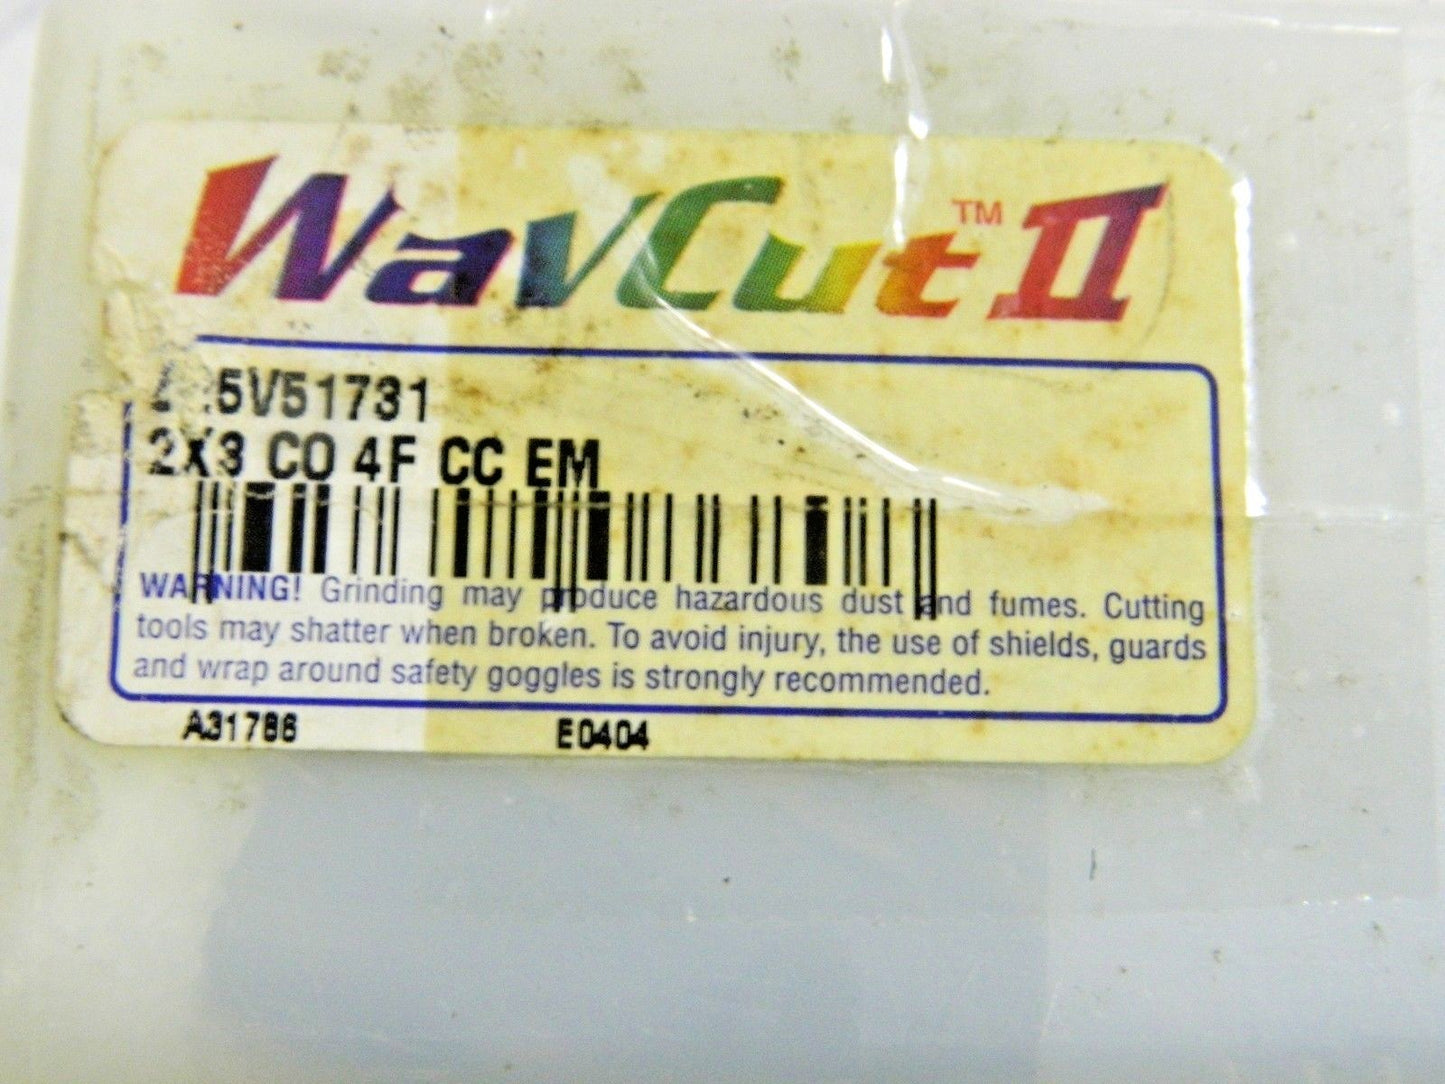 WavCut™ II
5V51731
2X3 CO 4F CC EM
WARNING! Grinding may produce hazardous dust and fumes. Cutting
tools may shatter when broken. To avoid injury, the use of shields, guards
and wrap around safety goggles is strongly recommended.
A31786 E0404